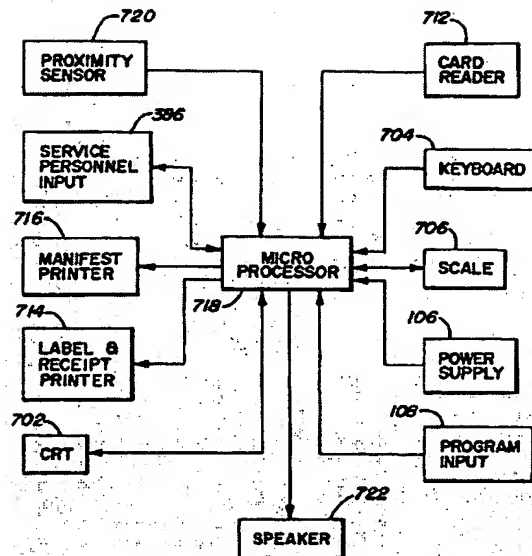 720
PROXIMITY
SENSOR
712
CARD
READER
386
SERVICE
PERSONNEL
INPUT
704
KEYBOARD
716
MANIFEST
PRINTER
MICRO
PROCESSOR
718
706
SCALE
714
LABEL &
RECEIPT
PRINTER
106
POWER
SUPPLY
702
CRT
108
PROGRAM
INPUT
722
SPEAKER